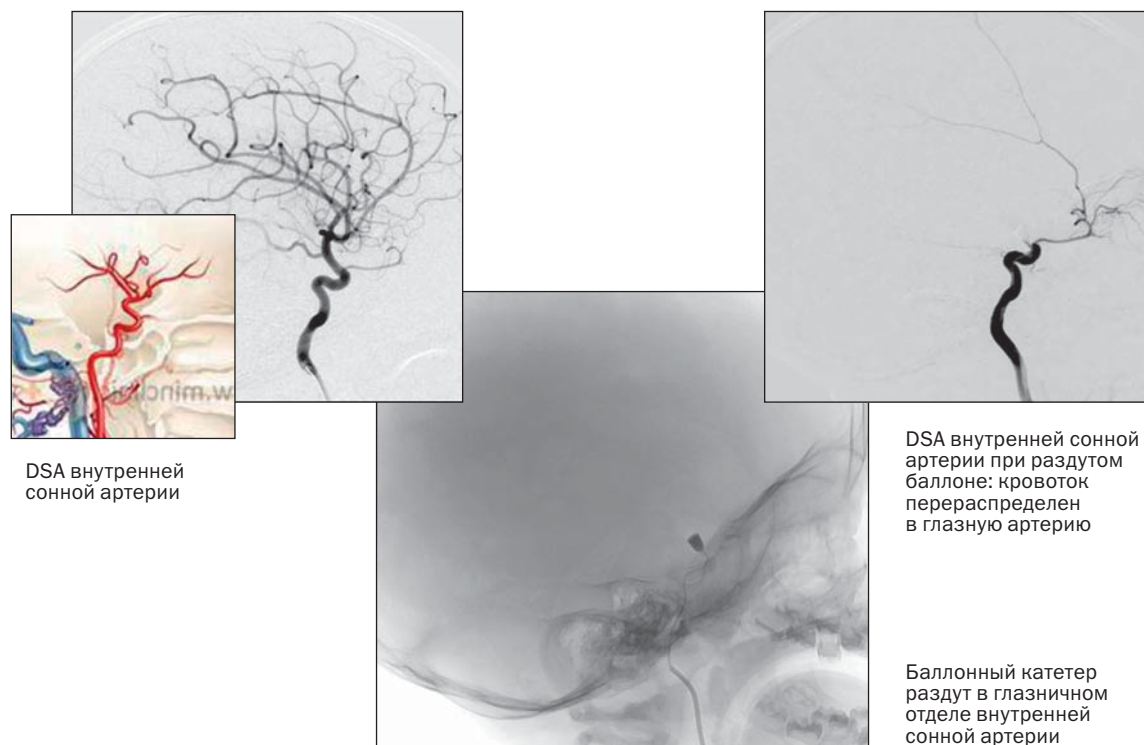 w.minclinic
DSA внутренней
сонной артерии
DSA внутренней сонной
артерии при раздутом
баллоне: кровоток
перераспределен
в глазную артерию
Баллонный катетер
раздут в глазничном
отделе внутренней
сонной артерии